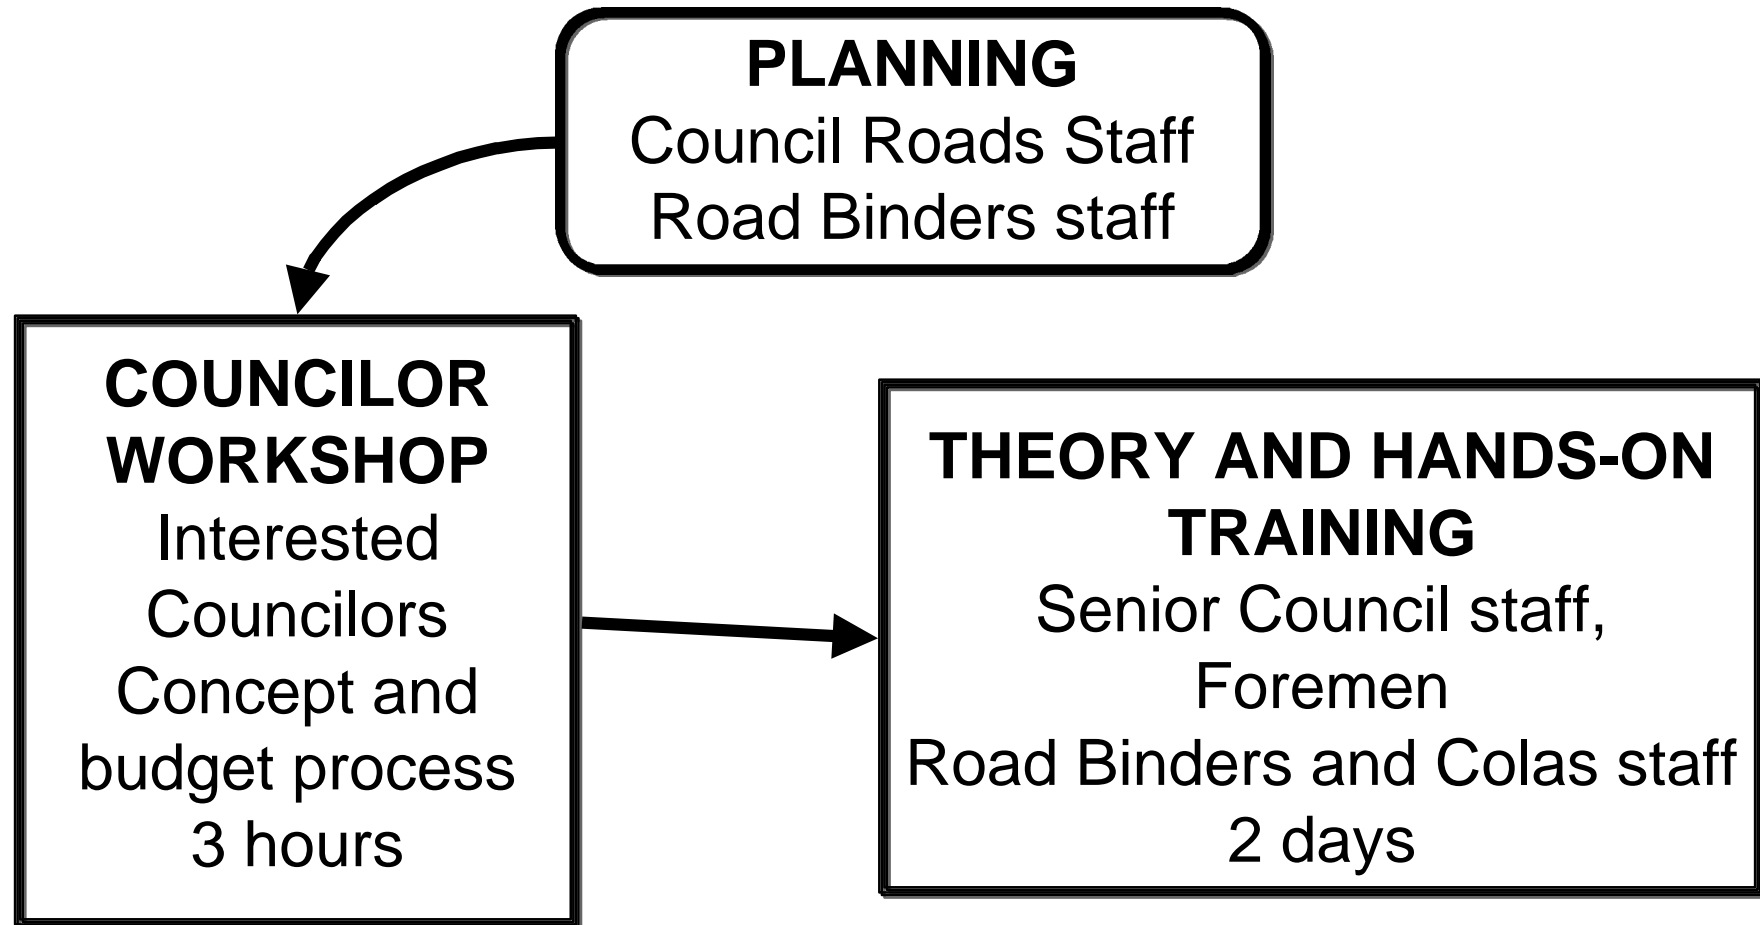 PLANNING
Council Roads Staff
Road Binders staff
COUNCILOR
WORKSHOP
Interested
Councilors
Concept and
budget process
3 hours
THEORY AND HANDS-ON
TRAINING
Senior Council staff,
Foremen
Road Binders and Colas staff
2 days